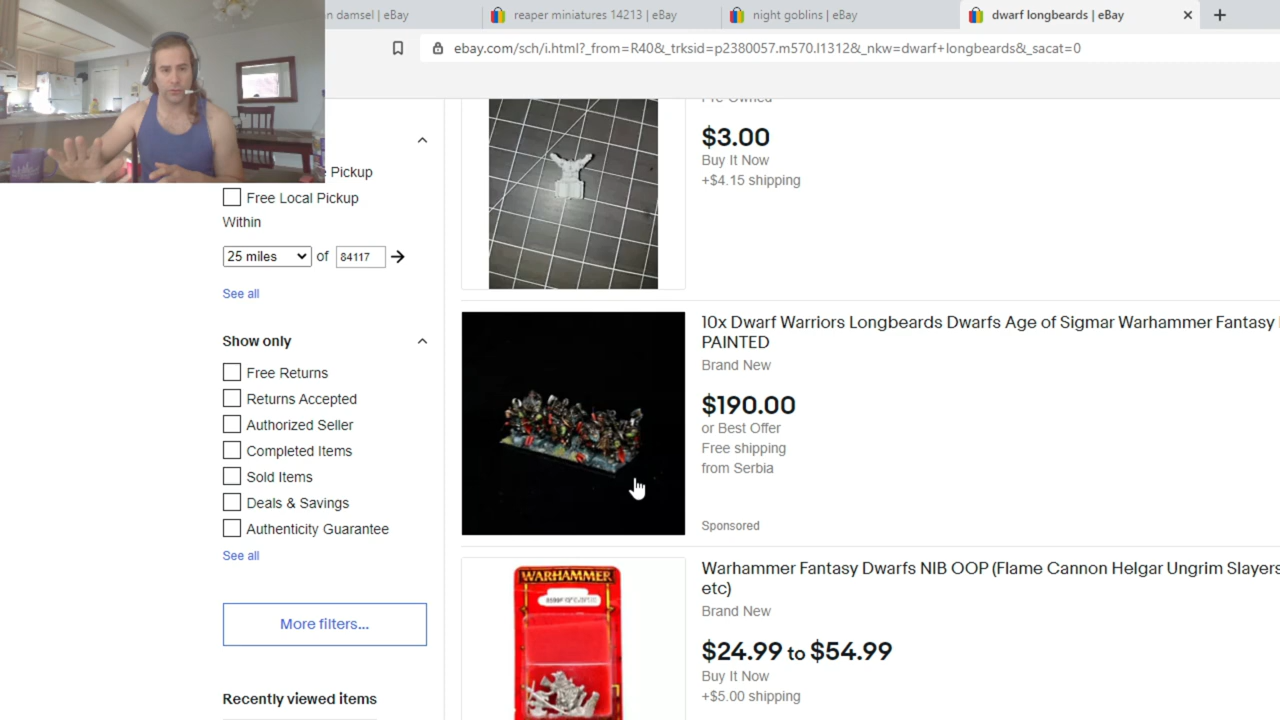 n damsel | eBay
reaper miniatures 14213 | eBay
night goblins | eBay
dwarf longbeards | eBay
ebay.com/sch/i.html?_from=R40&_trksid=p2380057.m570.l1312&_nkw=dwarf+longbeards&_sacat=0
Pre-Owned
$3.00
Buy It Now
+$4.15 shipping
Pickup
Free Local Pickup
Within
25 miles of 84117
See all
Show only
Free Returns
Returns Accepted
Authorized Seller
Completed Items
Sold Items
Deals & Savings
Authenticity Guarantee
See all
More filters...
Recently viewed items
10x Dwarf Warriors Longbeards Dwarfs Age of Sigmar Warhammer Fantasy
PAINTED
Brand New
$190.00
or Best Offer
Free shipping
from Serbia
Sponsored
WARHAMMER
Warhammer Fantasy Dwarfs NIB OOP (Flame Cannon Helgar Ungrim Slayers
etc)
Brand New
$24.99 to $54.99
Buy It Now
+$5.00 shipping